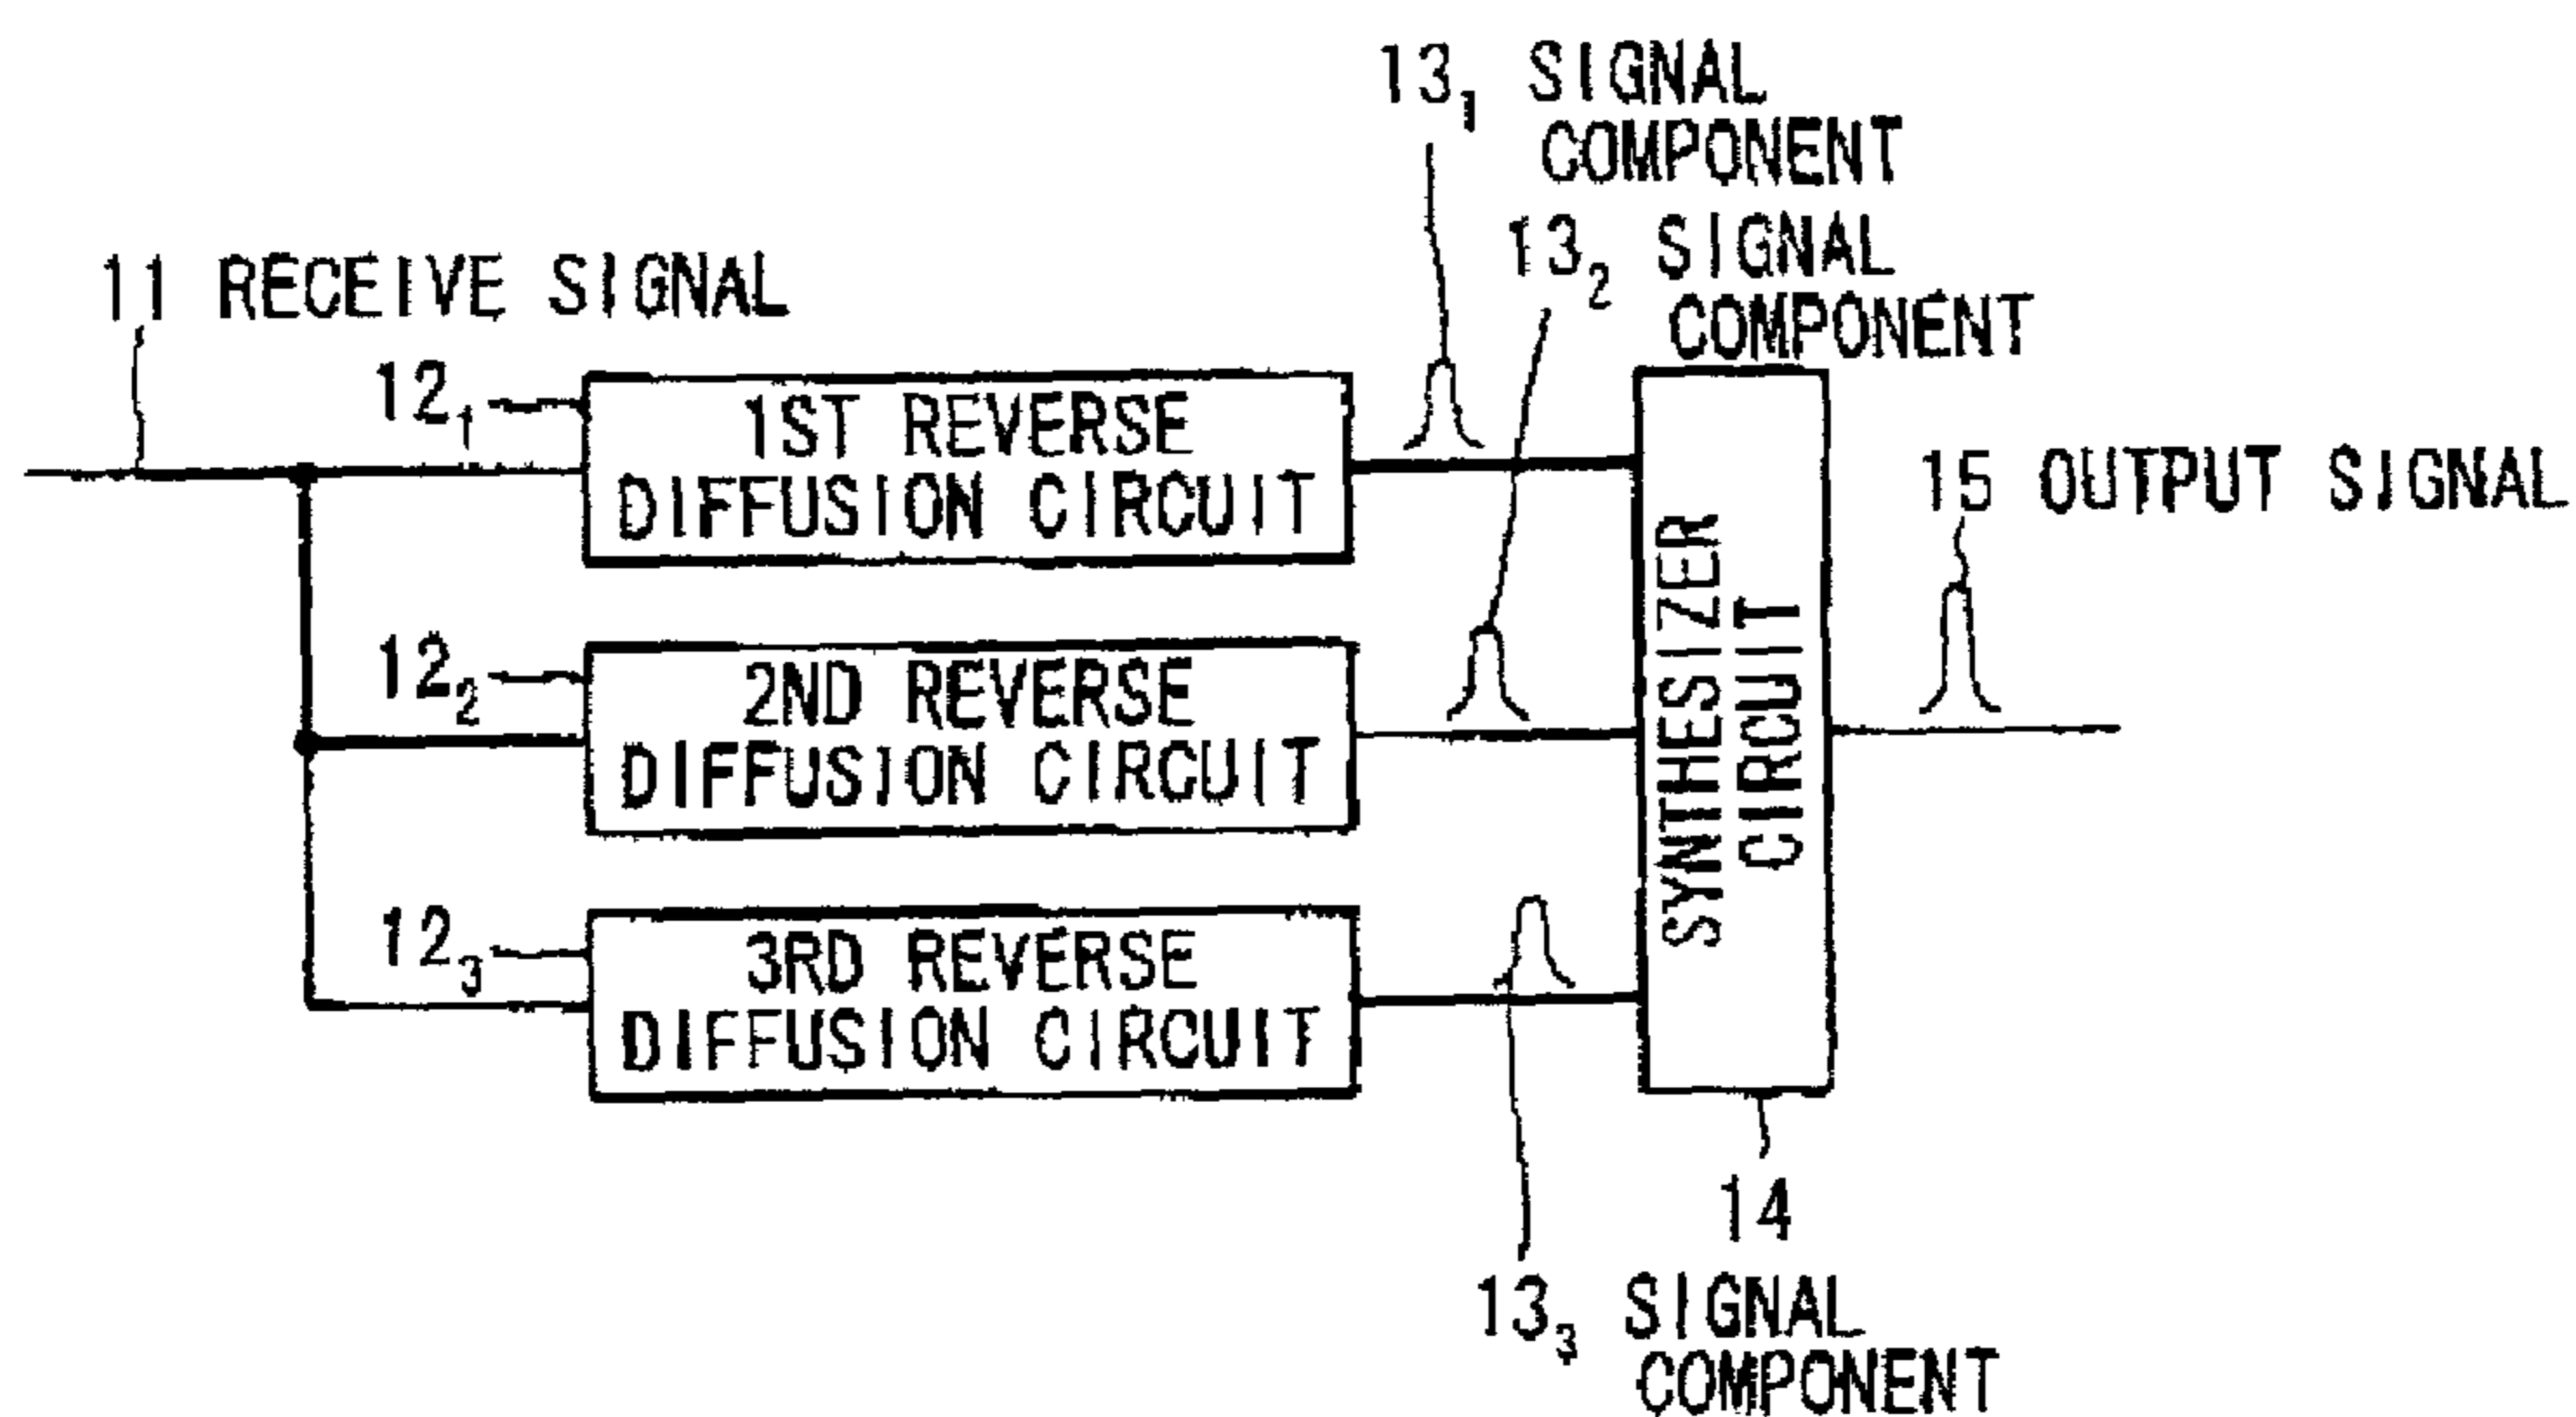 13₁ SIGNAL
COMPONENT
13₂ SIGNAL
COMPONENT
11 RECEIVE SIGNAL
12₁
1ST REVERSE
DIFFUSION CIRCUIT
15 OUTPUT SIGNAL
12₂
2ND REVERSE
DIFFUSION CIRCUIT
SYNTHESIZER
CIRCUIT
12₃
3RD REVERSE
DIFFUSION CIRCUIT
14
13₃ SIGNAL
COMPONENT